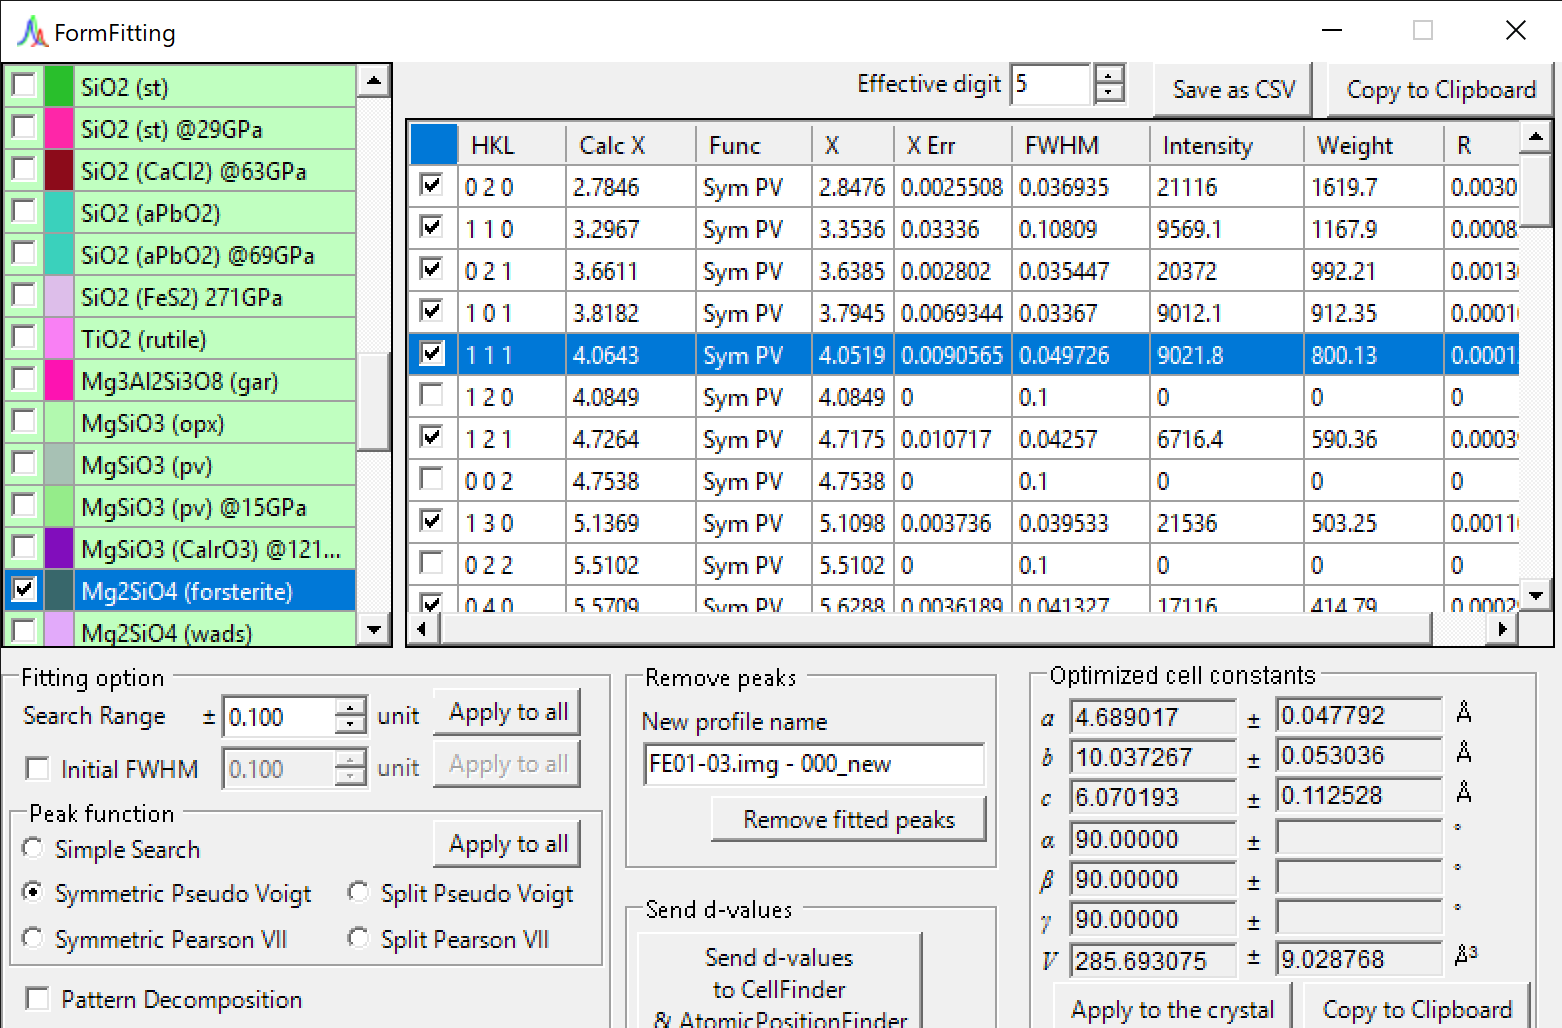 FormFitting
SiO2 (st)
SiO2 (st) @29GPa
SiO2 (CaCl2) @63GPa
SiO2 (aPbO2)
SiO2 (aPbO2) @69GPa
SiO2 (FeS2) 271GPa
TiO2 (rutile)
Mg3Al2Si3O8 (gar)
MgSiO3 (opx)
MgSiO3 (pv)
MgSiO3 (pv) @15GPa
MgSiO3 (CaIrO3) @121...
Mg2SiO4 (forsterite)
Mg2SiO4 (wads)
Effective digit 5 Save as CSV Copy to Clipboard
HKL Calc X Func X X Err FWHM Intensity Weight R
0 2 0 2.7846 Sym PV 2.8476 0.0025508 0.036935 21116 1619.7 0.0030
1 1 0 3.2967 Sym PV 3.3536 0.03336 0.10809 9569.1 1167.9 0.0008
0 2 1 3.6611 Sym PV 3.6385 0.002802 0.035447 20372 992.21 0.0013
1 0 1 3.8182 Sym PV 3.7945 0.0069344 0.03367 9012.1 912.35 0.0001
1 1 1 4.0643 Sym PV 4.0519 0.0090565 0.049726 9021.8 800.13 0.0001
1 2 0 4.0849 Sym PV 4.0849 0 0.1 0 0 0
1 2 1 4.7264 Sym PV 4.7175 0.010717 0.04257 6716.4 590.36 0.0003
0 0 2 4.7538 Sym PV 4.7538 0 0.1 0 0 0
1 3 0 5.1369 Sym PV 5.1098 0.003736 0.039533 21536 503.25 0.0011
0 2 2 5.5102 Sym PV 5.5102 0 0.1 0 0 0
0 4 0 5.5709 Sym PV 5.6288 0.0036189 0.041327 17116 414.79 0.0002
Fitting option
Search Range ± 0.100 unit Apply to all
Initial FWHM 0.100 unit Apply to all
Peak function
Simple Search Apply to all
Symmetric Pseudo Voigt Split Pseudo Voigt
Symmetric Pearson VII Split Pearson VII
Pattern Decomposition
Remove peaks
New profile name
FE01-03.img - 000_new
Remove fitted peaks
Send d-values
Send d-values
to CellFinder
& AtomicPositionFinder
Optimized cell constants
a 4.689017 ± 0.047792 Å
b 10.037267 ± 0.053036 Å
c 6.070193 ± 0.112528 Å
α 90.00000 ± °
β 90.00000 ± °
γ 90.00000 ± °
V 285.693075 ± 9.028768 Å³
Apply to the crystal Copy to Clipboard